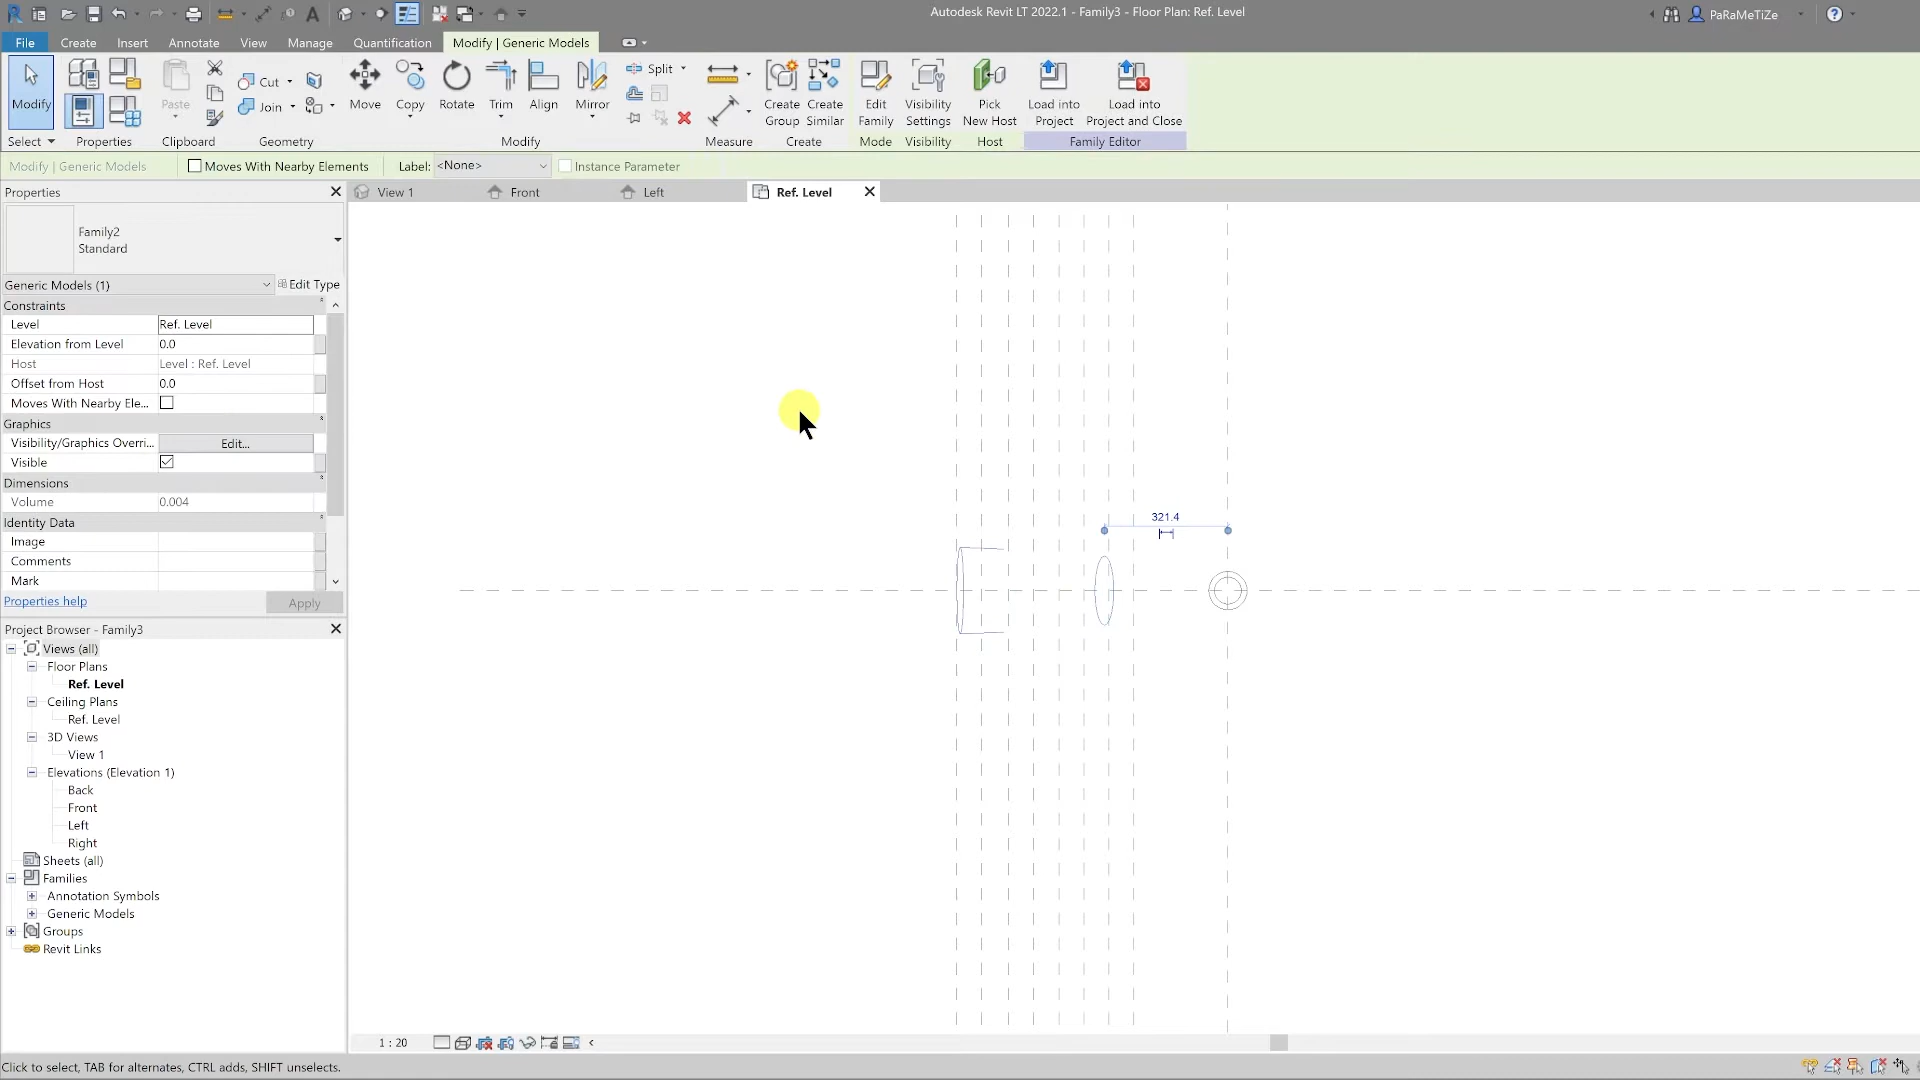 Autodesk Revit LT 2022.1 - Family3 - Floor Plan: Ref. Level
PaRaMeTiZe
File Create Insert Annotate View Manage Quantification Modify | Generic Models
Modify
Paste
Cut
Join
Move Copy Rotate Trim Align Mirror
Split
Create Group
Create Similar
Edit Family
Visibility Settings
Pick New Host
Load into Project
Load into Project and Close
Select Properties Clipboard Geometry Modify Measure Create Mode Visibility Host Family Editor
Modify | Generic Models Moves With Nearby Elements Label: <None> Instance Parameter
Properties
View 1 Front Left Ref. Level
Family2
Standard
Generic Models (1) Edit Type
Constraints
Level Ref. Level
Elevation from Level 0.0
Host Level : Ref. Level
Offset from Host 0.0
Moves With Nearby Ele...
Graphics
Visibility/Graphics Overri... Edit...
Visible
Dimensions
Volume 0.004
Identity Data
Image
Comments
Mark
Properties help Apply
321.4
Project Browser - Family3
Views (all)
Floor Plans
Ref. Level
Ceiling Plans
Ref. Level
3D Views
View 1
Elevations (Elevation 1)
Back
Front
Left
Right
Sheets (all)
Families
Annotation Symbols
Generic Models
Groups
Revit Links
1 : 20
Click to select, TAB for alternates, CTRL adds, SHIFT unselects.